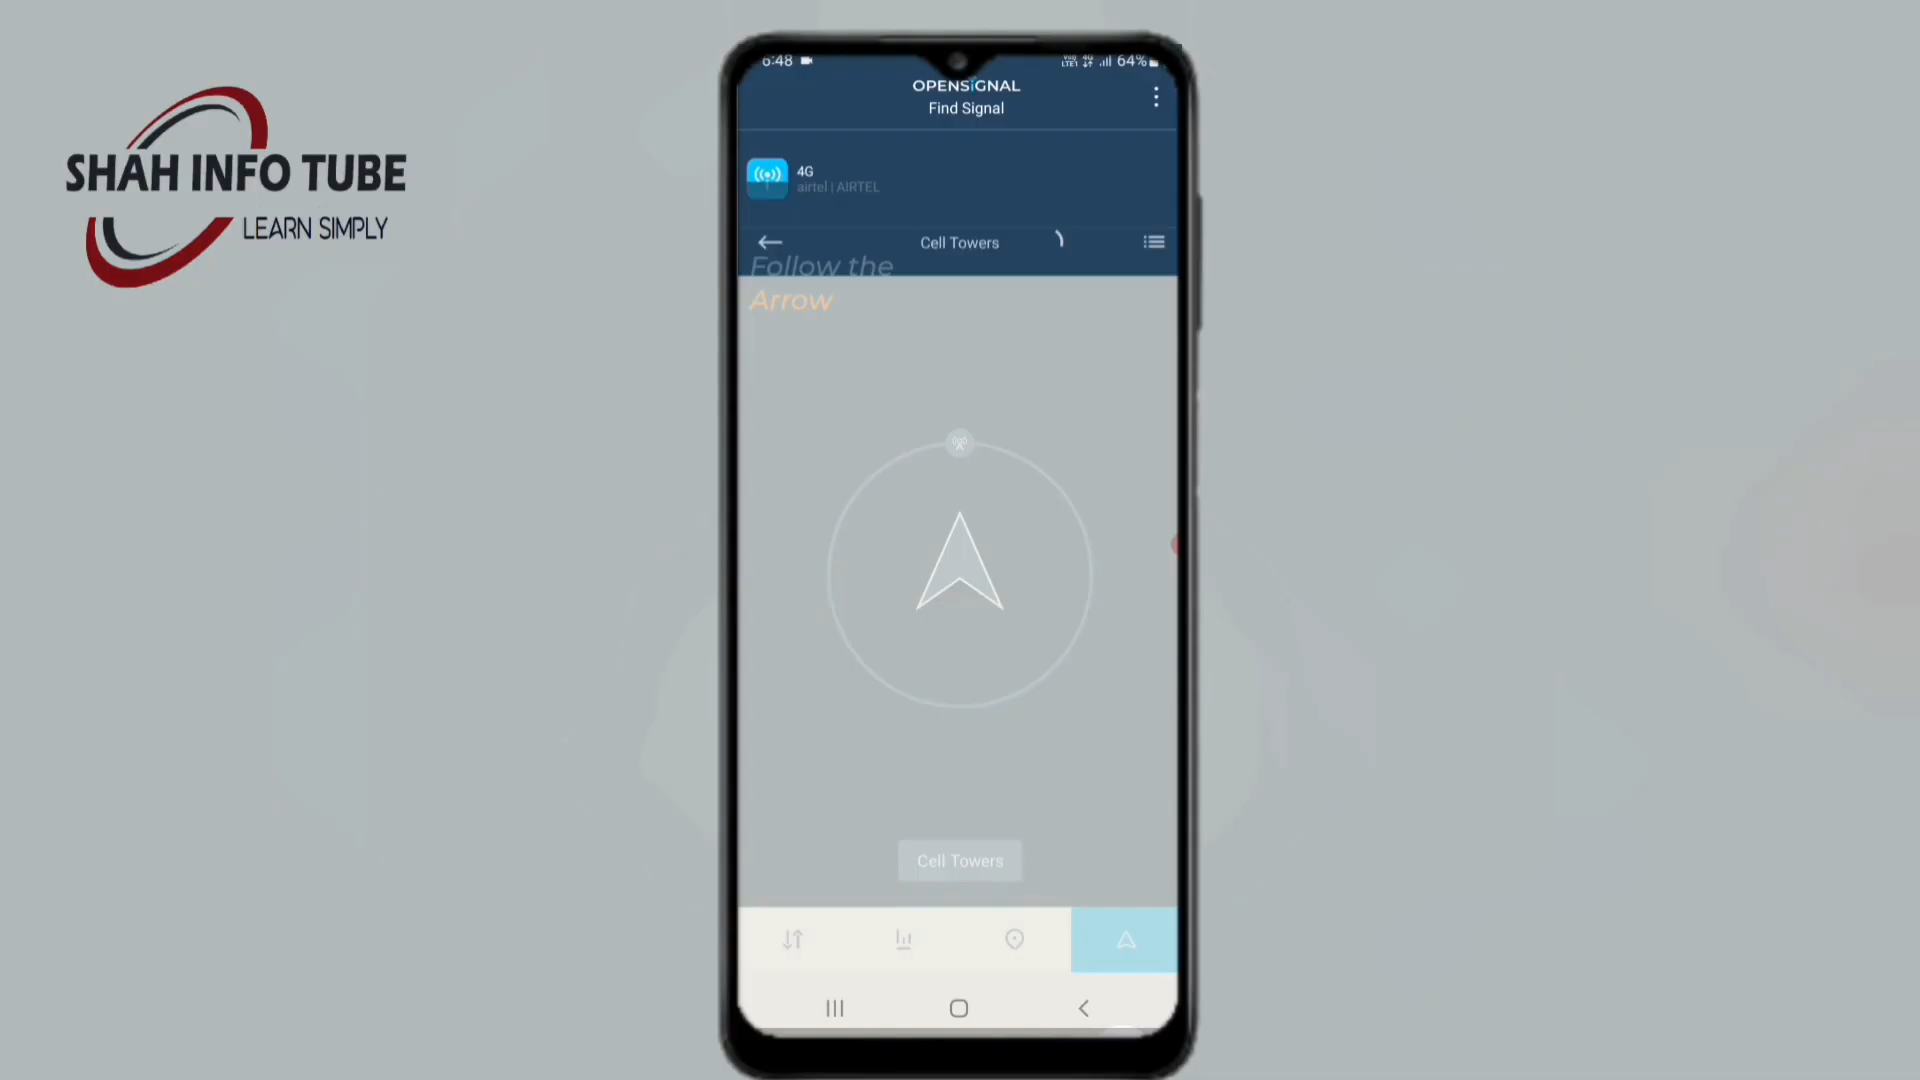 SHAH INFO TUBE
LEARN SIMPLY
6:48
64%
OPENSiGNAL
Find Signal
4G
airtel | AIRTEL
Cell Towers
Follow the
Arrow
Cell Towers